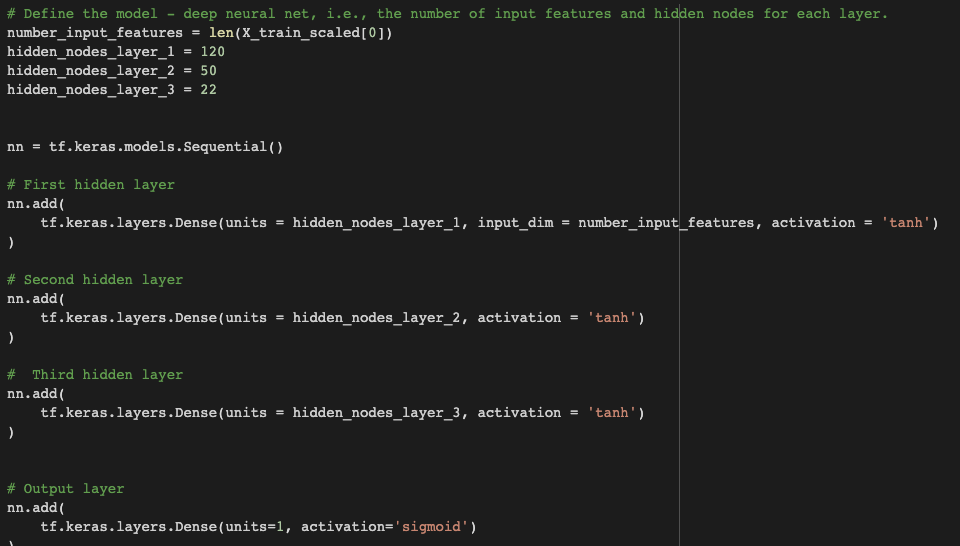 # Define the model - deep neural net, i.e., the number of input features and hidden nodes for each layer.
number_input_features = len(X_train_scaled[0])
hidden_nodes_layer_1 = 120
hidden_nodes_layer_2 = 50
hidden_nodes_layer_3 = 22
nn = tf.keras.models.Sequential()
# First hidden layer
nn.add(
    tf.keras.layers.Dense(units = hidden_nodes_layer_1, input_dim = number_input_features, activation = 'tanh')
)
# Second hidden layer
nn.add(
    tf.keras.layers.Dense(units = hidden_nodes_layer_2, activation = 'tanh')
)
#  Third hidden layer
nn.add(
    tf.keras.layers.Dense(units = hidden_nodes_layer_3, activation = 'tanh')
)
# Output layer
nn.add(
    tf.keras.layers.Dense(units=1, activation='sigmoid')
)